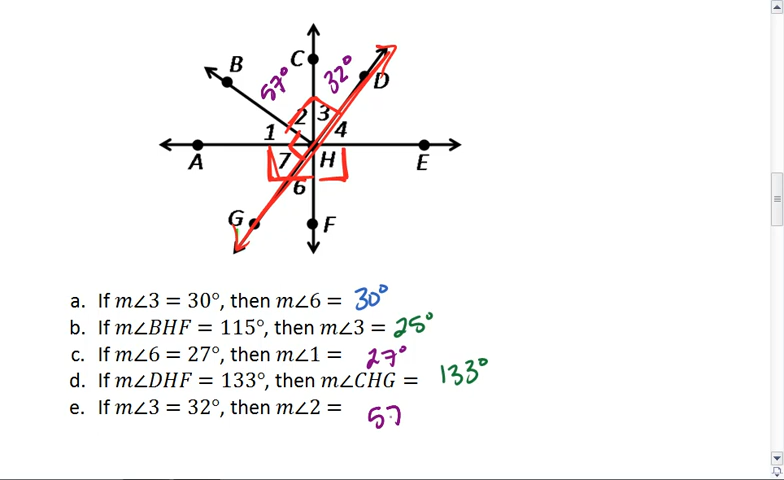 C
B
57°
32°
D
2 3
1
4
A
7
H
E
6
G
F
a. If m∠3 = 30°, then m∠6 = 30°
b. If m∠BHF = 115°, then m∠3 = 25°
c. If m∠6 = 27°, then m∠1 = 27°
d. If m∠DHF = 133°, then m∠CHG = 133°
e. If m∠3 = 32°, then m∠2 = 57